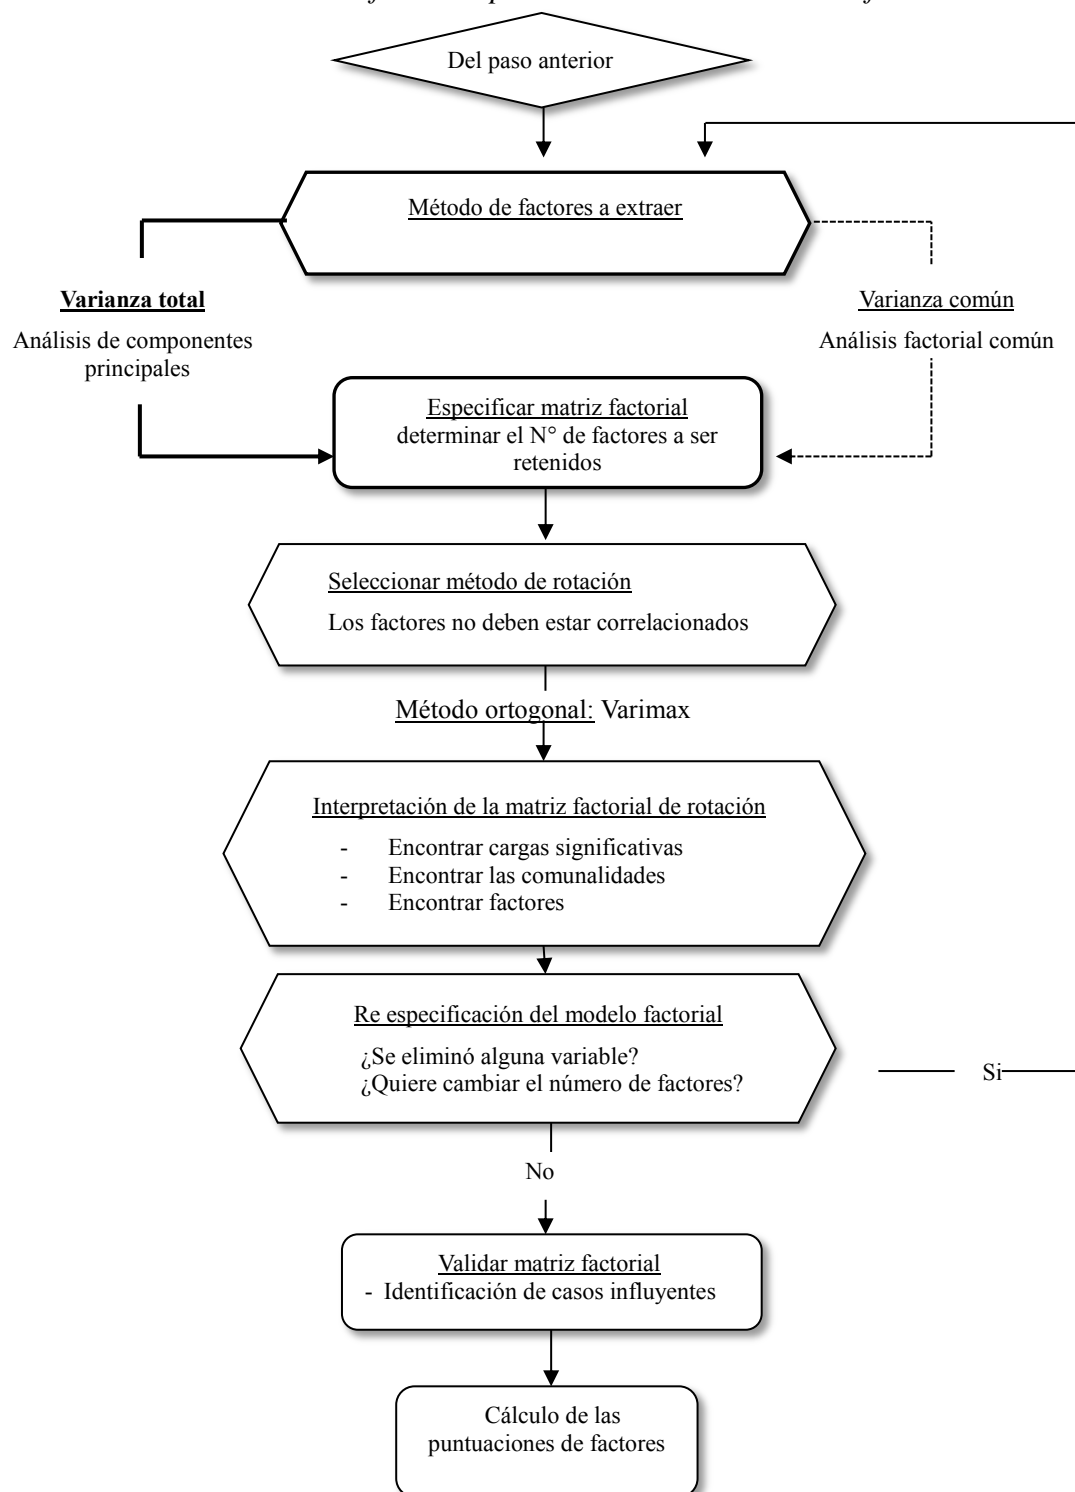 Del paso anterior
Método de factores a extraer
Varianza total
Análisis de componentes
principales
Varianza común
Análisis factorial común
Especificar matriz factorial
determinar el N° de factores a ser
retenidos
Seleccionar método de rotación
Los factores no deben estar correlacionados
Método ortogonal: Varimax
Interpretación de la matriz factorial de rotación
- Encontrar cargas significativas
- Encontrar las comunalidades
- Encontrar factores
Re especificación del modelo factorial
¿Se eliminó alguna variable?
¿Quiere cambiar el número de factores?
Si
No
Validar matriz factorial
- Identificación de casos influyentes
Cálculo de las
puntuaciones de factores